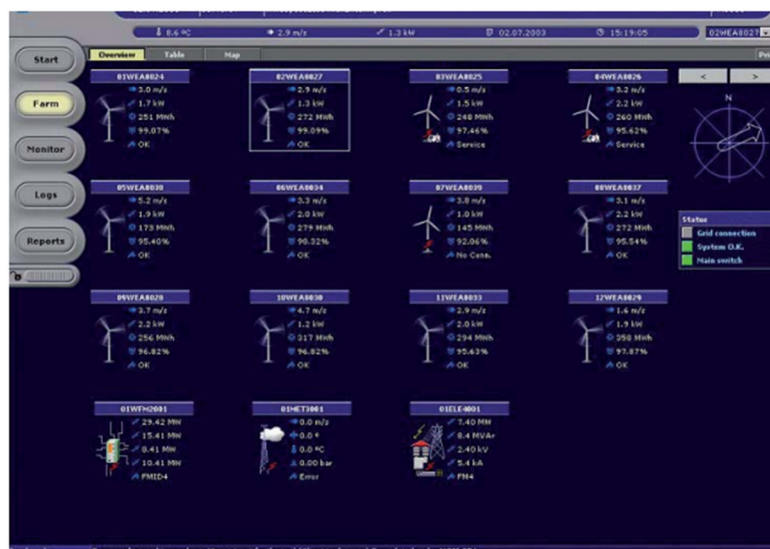 8.6 ºC
2.9 m/s
1.3 kW
02.07.2003
15:19:05
02WEA8027
Start
Farm
Monitor
Logs
Reports
Overview
Table
Map
Pri
01WEA8024
3.0 m/s
1.7 kW
251 MWh
99.07%
OK
02WEA8027
2.9 m/s
1.3 kW
272 MWh
99.09%
OK
03WEA8025
0.5 m/s
1.5 kW
248 MWh
97.46%
Service
04WEA8026
3.2 m/s
2.2 kW
260 MWh
95.62%
Service
<
>
N
05WEA8038
5.2 m/s
1.9 kW
173 MWh
95.40%
OK
06WEA8034
3.3 m/s
2.0 kW
279 MWh
98.32%
OK
07WEA8039
3.8 m/s
1.0 kW
145 MWh
92.06%
No Conn.
08WEA8037
3.1 m/s
2.2 kW
272 MWh
95.54%
OK
Status
Grid connection
System O.K.
Main switch
09WEA8028
3.7 m/s
2.2 kW
256 MWh
96.82%
OK
10WEA8030
4.7 m/s
1.2 kW
317 MWh
96.82%
OK
11WEA8033
2.9 m/s
2.0 kW
294 MWh
95.63%
OK
12WEA8029
1.6 m/s
1.9 kW
358 MWh
97.87%
OK
01WFM2001
29.42 MW
15.41 MW
8.41 MW
10.41 MW
FMID4
01MET3001
0.0 m/s
0.0 º
0.0 ºC
0.00 bar
Error
01ELE4001
7.40 MW
8.4 MVAr
2.40 kV
5.4 kA
FM4